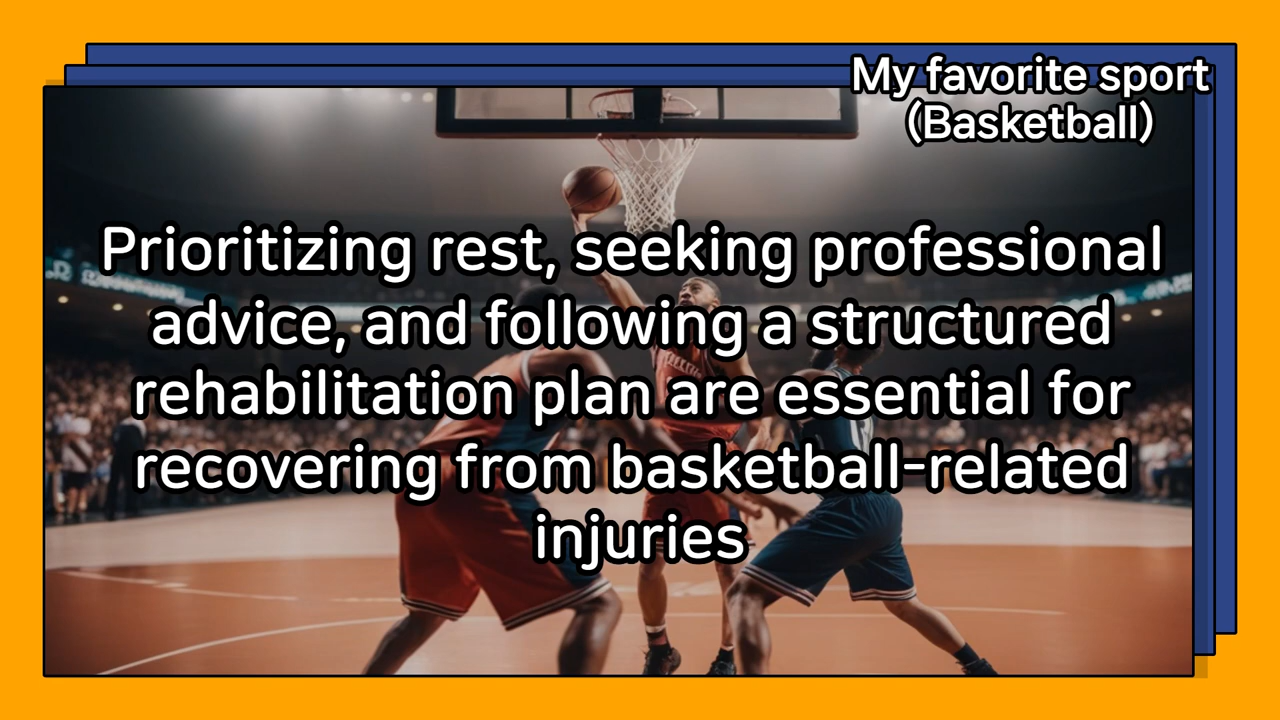 My favorite sport
(Basketball)
Prioritizing rest, seeking professional
advice, and following a structured
rehabilitation plan are essential for
recovering from basketball-related
injuries